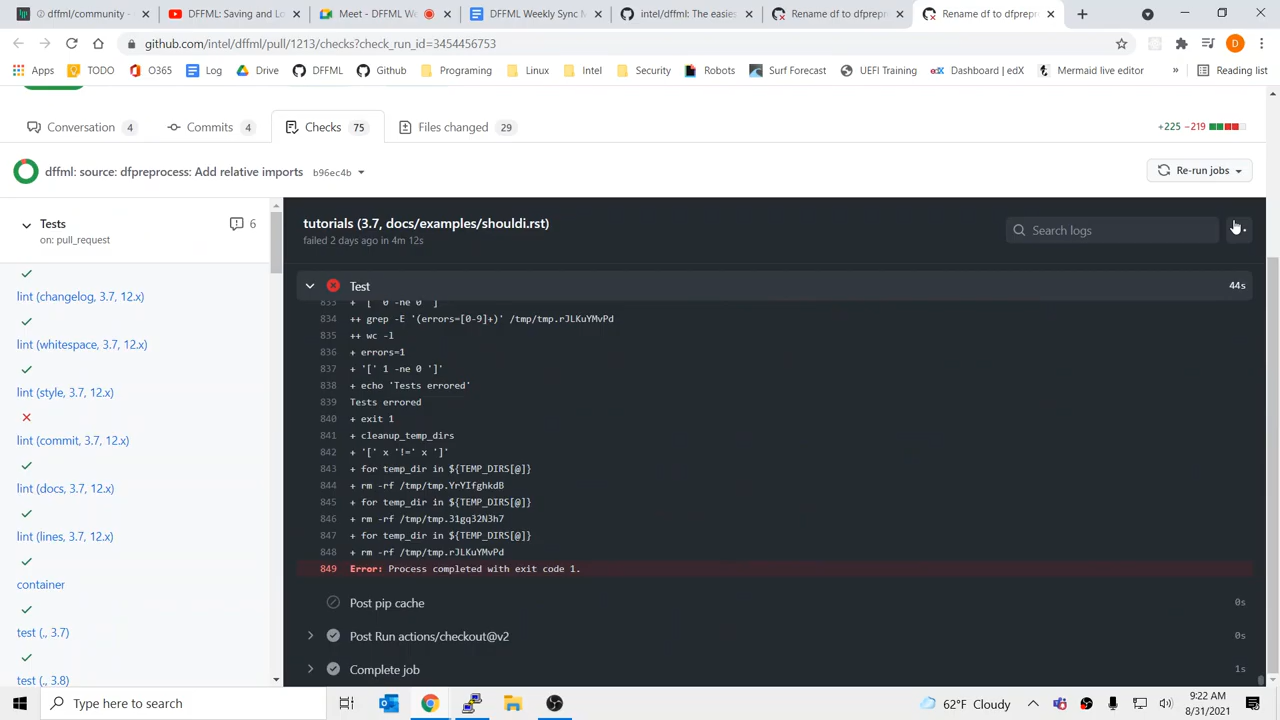 @ dffml/community -
DFFML: Saving and Lo
Meet - DFFML We
DFFML Weekly Sync M
intel/dffml: The easies
Rename df to dfprepr
Rename df to dfprepr
github.com/intel/dffml/pull/1213/checks?check_run_id=3454456753
Apps
TODO
O365
Log
Drive
DFFML
Github
Programing
Linux
Intel
Security
Robots
Surf Forecast
UEFI Training
edX
Dashboard | edX
Mermaid live editor
»
Reading list
Conversation 4
Commits 4
Checks 75
Files changed 29
+225 −219
dffml: source: dfpreprocess: Add relative imports b96ec4b
Re-run jobs
Tests
6
on: pull_request
lint (changelog, 3.7, 12.x)
lint (whitespace, 3.7, 12.x)
lint (style, 3.7, 12.x)
lint (commit, 3.7, 12.x)
lint (docs, 3.7, 12.x)
lint (lines, 3.7, 12.x)
container
test (., 3.7)
test (., 3.8)
tutorials (3.7, docs/examples/shouldi.rst)
failed 2 days ago in 4m 12s
Search logs
Test
44s
833 + '[' 0 -ne 0 ']'
834 ++ grep -E '(errors=[0-9]+)' /tmp/tmp.rJLKuYMvPd
835 ++ wc -l
836 + errors=1
837 + '[' 1 -ne 0 ']'
838 + echo 'Tests errored'
839 Tests errored
840 + exit 1
841 + cleanup_temp_dirs
842 + '[' x '!=' x ']'
843 + for temp_dir in ${TEMP_DIRS[@]}
844 + rm -rf /tmp/tmp.YrYIfghkdB
845 + for temp_dir in ${TEMP_DIRS[@]}
846 + rm -rf /tmp/tmp.31gq32N3h7
847 + for temp_dir in ${TEMP_DIRS[@]}
848 + rm -rf /tmp/tmp.rJLKuYMvPd
849 Error: Process completed with exit code 1.
Post pip cache
0s
Post Run actions/checkout@v2
0s
Complete job
1s
Type here to search
62°F Cloudy
9:22 AM
8/31/2021